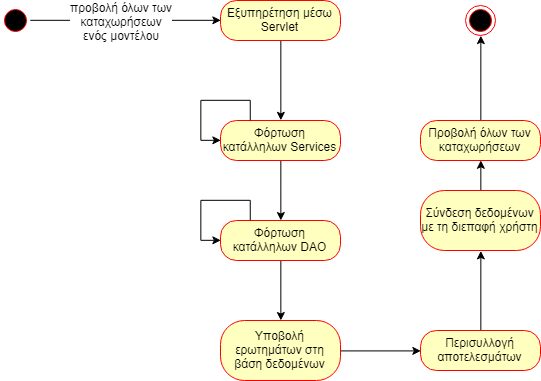 προβολή όλων των
καταχωρήσεων
ενός μοντέλου
Εξυπηρέτηση μέσω
Servlet
Φόρτωση
κατάλληλων Services
Φόρτωση
κατάλληλων DAO
Υποβολή
ερωτημάτων στη
βάση δεδομένων
Περισυλλογή
αποτελεσμάτων
Σύνδεση δεδομένων
με τη διεπαφή χρήστη
Προβολή όλων των
καταχωρήσεων